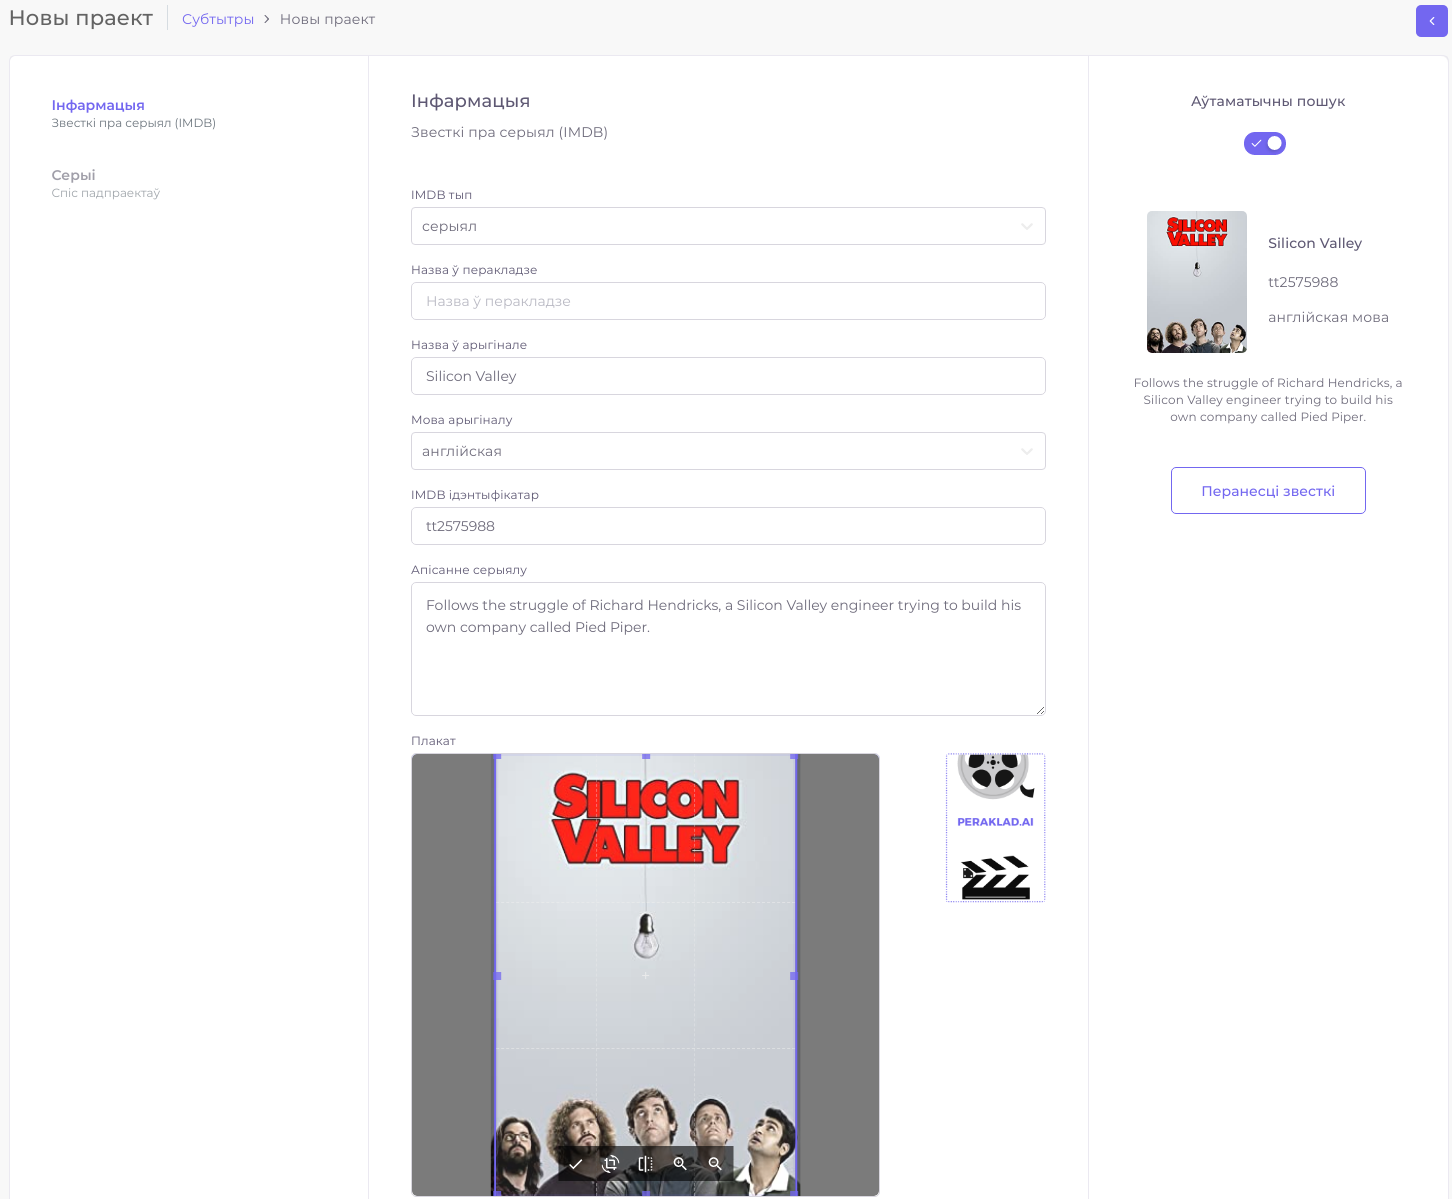 Новы праект
Субтытры > Новы праект
Інфармацыя
Звесткі пра серыял (IMDB)
Серыі
Спіс падпраектаў
Інфармацыя
Звесткі пра серыял (IMDB)
IMDB тып
серыял
Назва ў перакладзе
Назва ў перакладзе
Назва ў арыгінале
Silicon Valley
Мова арыгіналу
англійская
IMDB ідэнтыфікатар
tt2575988
Апісанне серыялу
Follows the struggle of Richard Hendricks, a Silicon Valley engineer trying to build his
own company called Pied Piper.
Плакат
SILICON
VALLEY
PERAKLAD.AI
Аўтаматычны пошук
SILICON
VALLEY
Silicon Valley
tt2575988
англійская мова
Follows the struggle of Richard Hendricks, a
Silicon Valley engineer trying to build his
own company called Pied Piper.
Перанесці звесткі